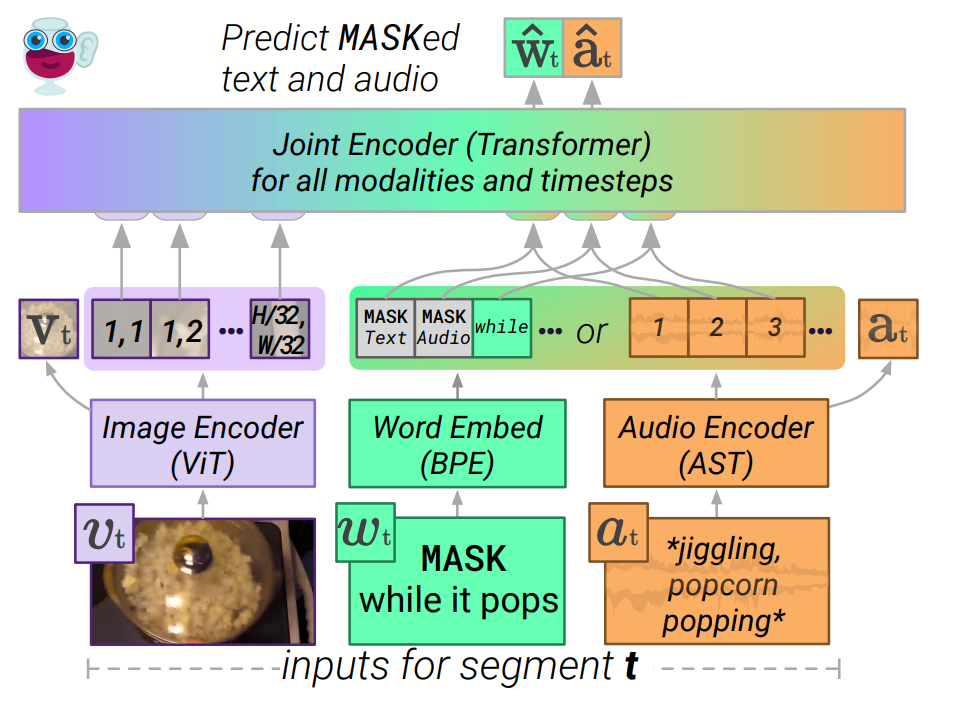 Predict MASKed
text and audio
ŵt ât
Joint Encoder (Transformer)
for all modalities and timesteps
vt 1,1 1,2 ••• H/32,
W/32
MASK
Text
MASK
Audio
while ••• or 1 2 3 ••• at
Image Encoder
(ViT)
Word Embed
(BPE)
Audio Encoder
(AST)
vt
wt
MASK
while it pops
at
*jiggling,
popcorn
popping*
inputs for segment t